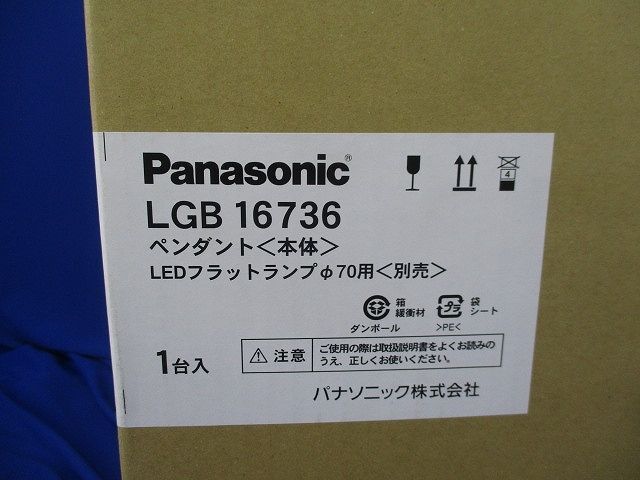 Panasonic®
LGB 16736
4
ペンダント＜本体＞
LEDフラットランプφ70用＜別売＞
箱
緩衝材
ダンボール
プラ
袋
シート
>PE<
1台入
注意
ご使用の際は取扱説明書をよくお読みの
うえ、正しくお使いください。
パナソニック株式会社